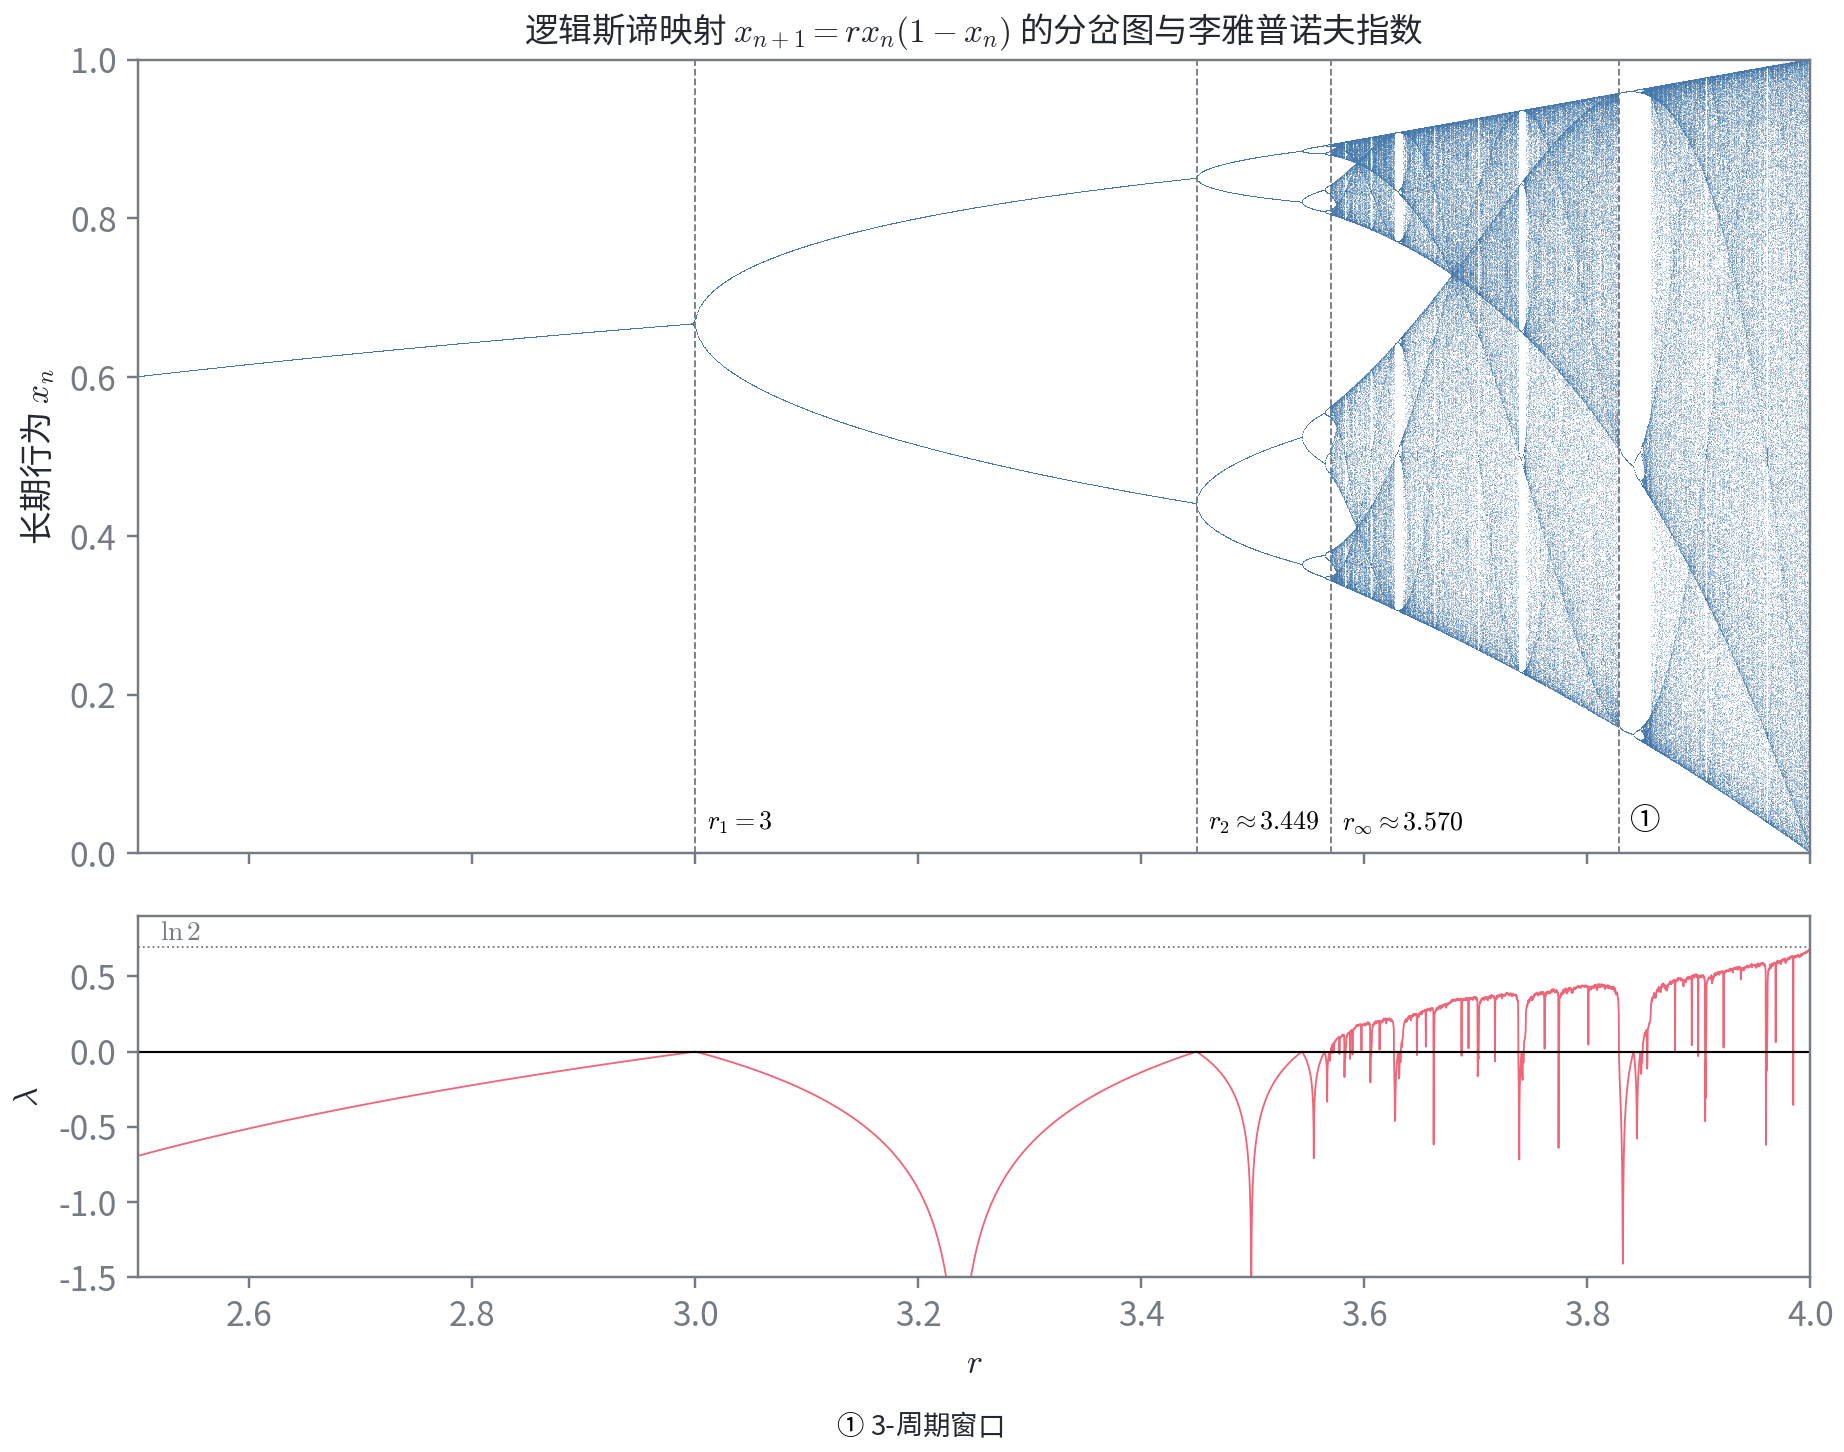 逻辑斯谛映射 $x_{n+1} = rx_n(1-x_n)$ 的分岔图与李雅普诺夫指数
长期行为 $x_n$
1.0
0.8
0.6
0.4
0.2
0.0
$r_1 = 3$
$r_2 \approx 3.449$
$r_\infty \approx 3.570$
①
λ
ln 2
0.5
0.0
-0.5
-1.0
-1.5
2.6
2.8
3.0
3.2
3.4
3.6
3.8
4.0
r
① 3-周期窗口